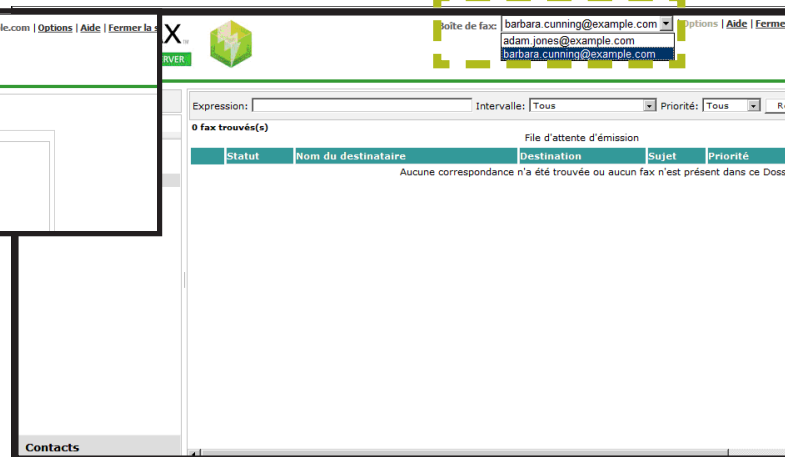 le.com | Options | Aide | Fermer la s
X™
RVER
Boîte de fax: barbara.cunning@example.com
Options | Aide | Ferme
adam.jones@example.com
barbara.cunning@example.com
Expression:
Intervalle: Tous
Priorité: Tous
R
0 fax trouvés(s)
File d'attente d'émission
Statut Nom du destinataire Destination Sujet Priorité
Aucune correspondance n'a été trouvée ou aucun fax n'est présent dans ce Doss
Contacts